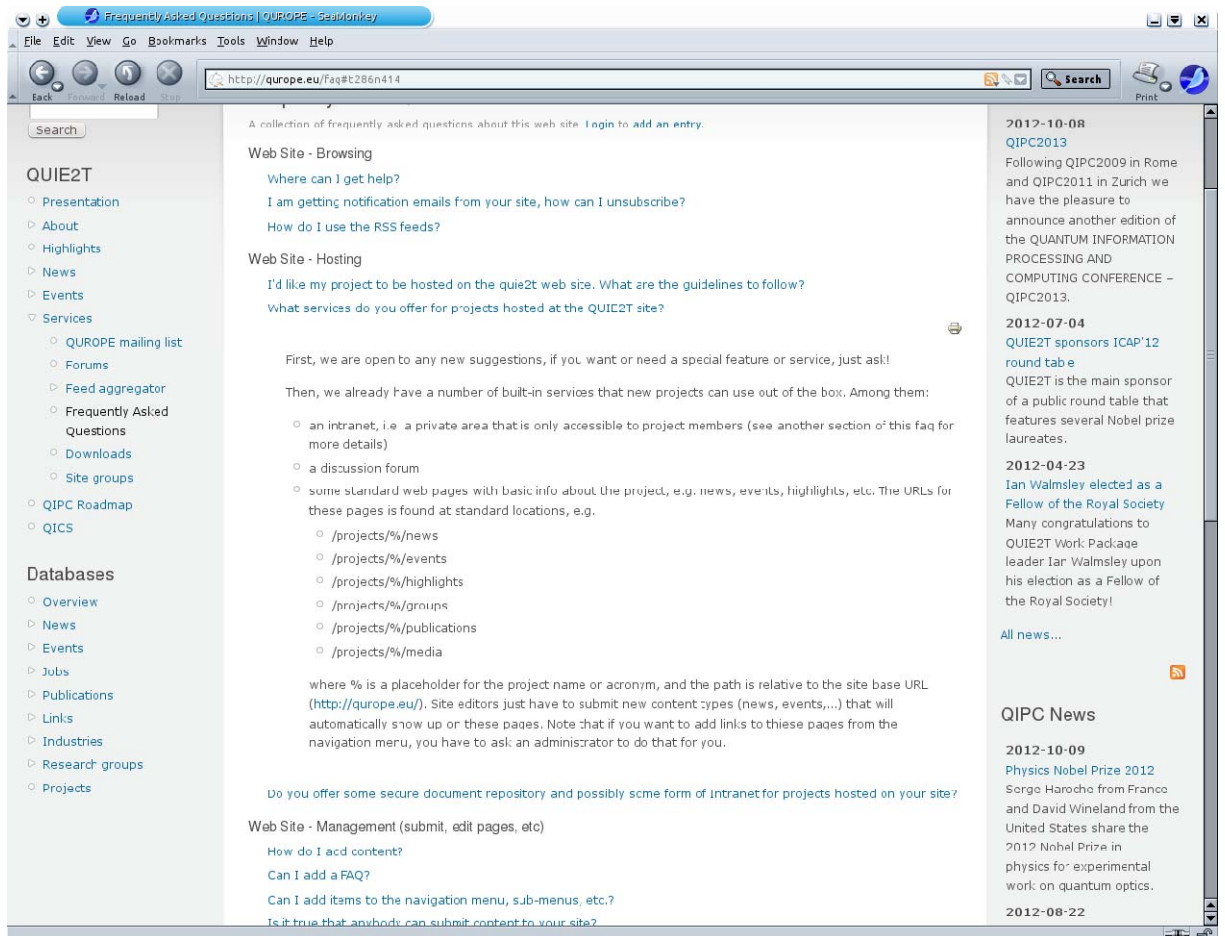 Frequently Asked Questions | QUROPE - SeaMonkey
File Edit View Go Bookmarks Tools Window Help
Back Forward Reload Stop
http://qurope.eu/faq#t286n414
Search
Print
Search
QUIE2T
Presentation
About
Highlights
News
Events
Services
QUROPE mailing list
Forums
Feed aggregator
Frequently Asked
Questions
Downloads
Site groups
QIPC Roadmap
QICS
Databases
Overview
News
Events
Jobs
Publications
Links
Industries
Research groups
Projects
A collection of frequently asked questions about this web site. Login to add an entry.
Web Site - Browsing
Where can I get help?
I am getting notification emails from your site, how can I unsubscribe?
How do I use the RSS feeds?
Web Site - Hosting
I'd like my project to be hosted on the quie2t web site. What are the guidelines to follow?
What services do you offer for projects hosted at the QUIE2T site?
First, we are open to any new suggestions, if you want or need a special feature or service, just ask!
Then, we already have a number of built-in services that new projects can use out of the box. Among them:
an intranet, i.e. a private area that is only accessible to project members (see another section of this faq for
more details)
a discussion forum
some standard web pages with basic info about the project, e.g. news, events, highlights, etc. The URLs for
these pages is found at standard locations, e.g.
/projects/%/news
/projects/%/events
/projects/%/highlights
/projects/%/groups
/projects/%/publications
/projects/%/media
where % is a placeholder for the project name or acronym, and the path is relative to the site base URL
(http://qurope.eu/). Site editors just have to submit new content types (news, events,...) that will
automatically show up on these pages. Note that if you want to add links to thiese pages from the
navigation menu, you have to ask an administrator to do that for you.
Do you offer some secure document repository and possibly some form of Intranet for projects hosted on your site?
Web Site - Management (submit, edit pages, etc)
How do I add content?
Can I add a FAQ?
Can I add items to the navigation menu, sub-menus, etc.?
Is it true that anybody can submit content to your site?
2012-10-08
QIPC2013
Following QIPC2009 in Rome
and QIPC2011 in Zurich we
have the pleasure to
announce another edition of
the QUANTUM INFORMATION
PROCESSING AND
COMPUTING CONFERENCE –
QIPC2013.
2012-07-04
QUIE2T sponsors ICAP'12
round table
QUIE2T is the main sponsor
of a public round table that
features several Nobel prize
laureates.
2012-04-23
Ian Walmsley elected as a
Fellow of the Royal Society
Many congratulations to
QUIE2T Work Package
leader Ian Walmsley upon
his election as a Fellow of
the Royal Society!
All news...
QIPC News
2012-10-09
Physics Nobel Prize 2012
Serge Haroche from France
and David Wineland from the
United States share the
2012 Nobel Prize in
physics for experimental
work on quantum optics.
2012-08-22